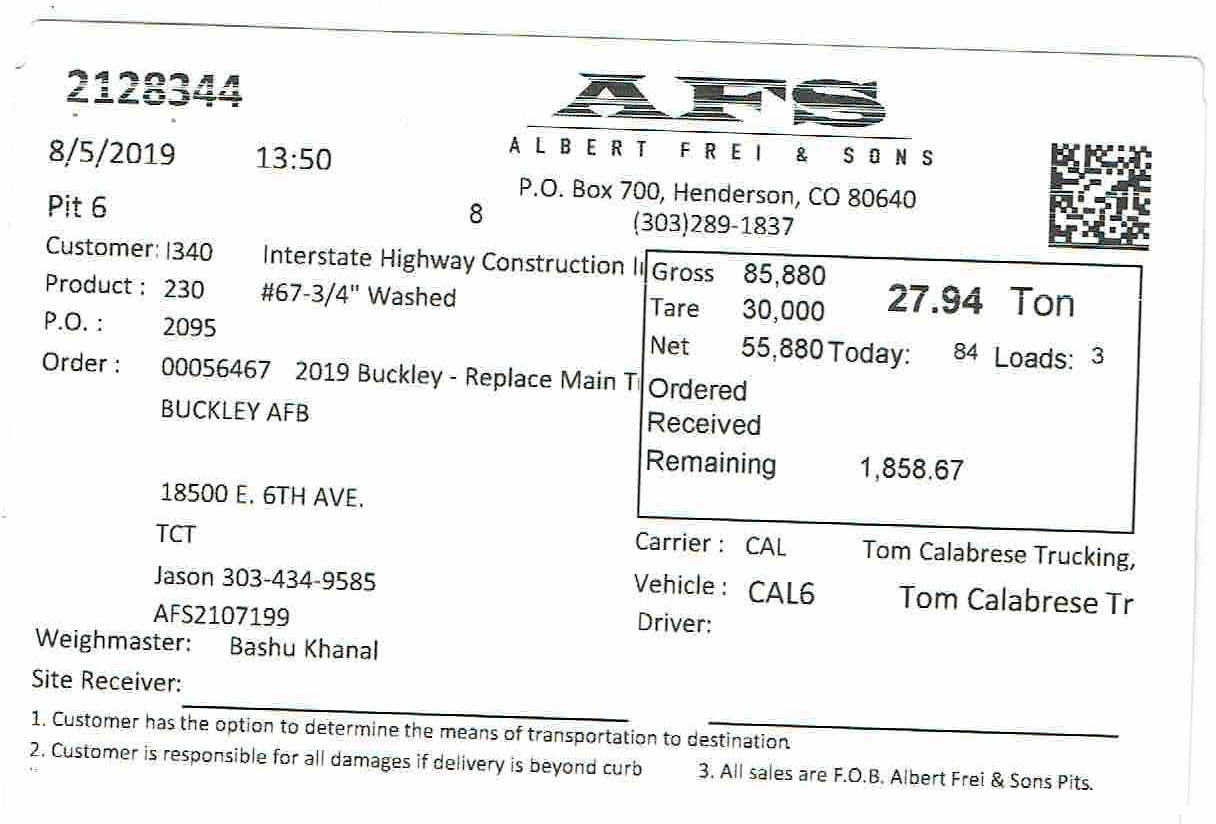 2128344
AFS
ALBERT FREI & SONS
8/5/2019 13:50
P.O. Box 700, Henderson, CO 80640
Pit 6 8 (303)289-1837
Customer: I340 Interstate Highway Construction I
Product : 230 #67-3/4" Washed
P.O. : 2095
Order : 00056467 2019 Buckley - Replace Main T
BUCKLEY AFB
18500 E. 6TH AVE.
TCT
Jason 303-434-9585
AFS2107199
Weighmaster: Bashu Khanal
Site Receiver:
Gross 85,880
27.94 Ton
Tare 30,000
Net 55,880 Today: 84 Loads: 3
Ordered
Received
Remaining 1,858.67
Carrier : CAL Tom Calabrese Trucking,
Vehicle : CAL6 Tom Calabrese Tr
Driver:
1. Customer has the option to determine the means of transportation to destination
2. Customer is responsible for all damages if delivery is beyond curb
3. All sales are F.O.B. Albert Frei & Sons Pits.